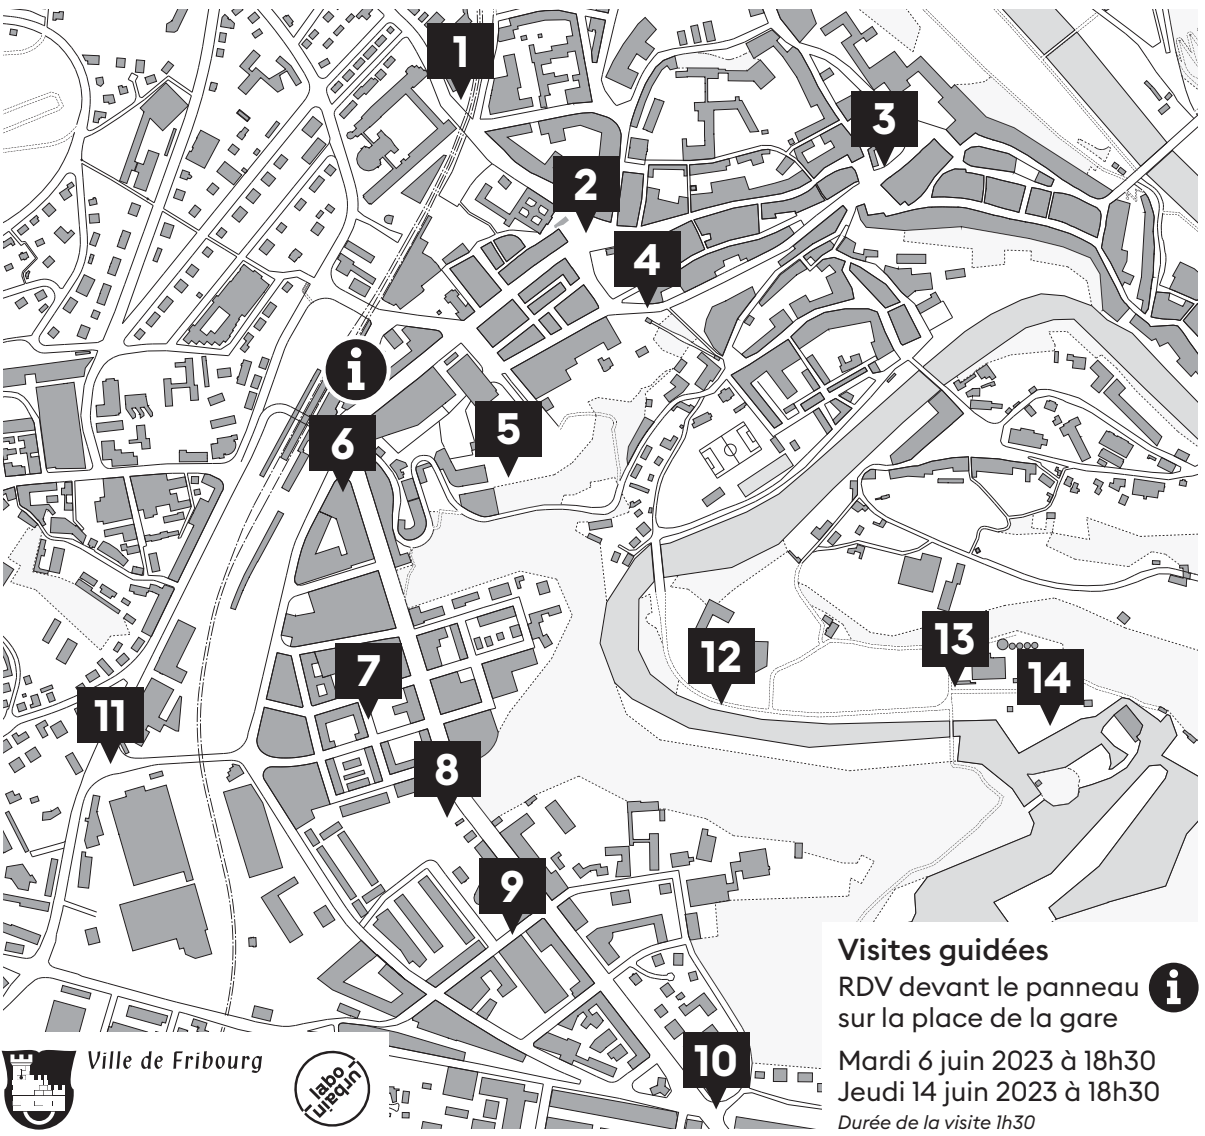 1
3
2
4
i
5
6
12
13
14
7
11
8
9
10
Visites guidées
RDV devant le panneau i
sur la place de la gare
Mardi 6 juin 2023 à 18h30
Jeudi 14 juin 2023 à 18h30
Durée de la visite 1h30
Ville de Fribourg
labo
urbain